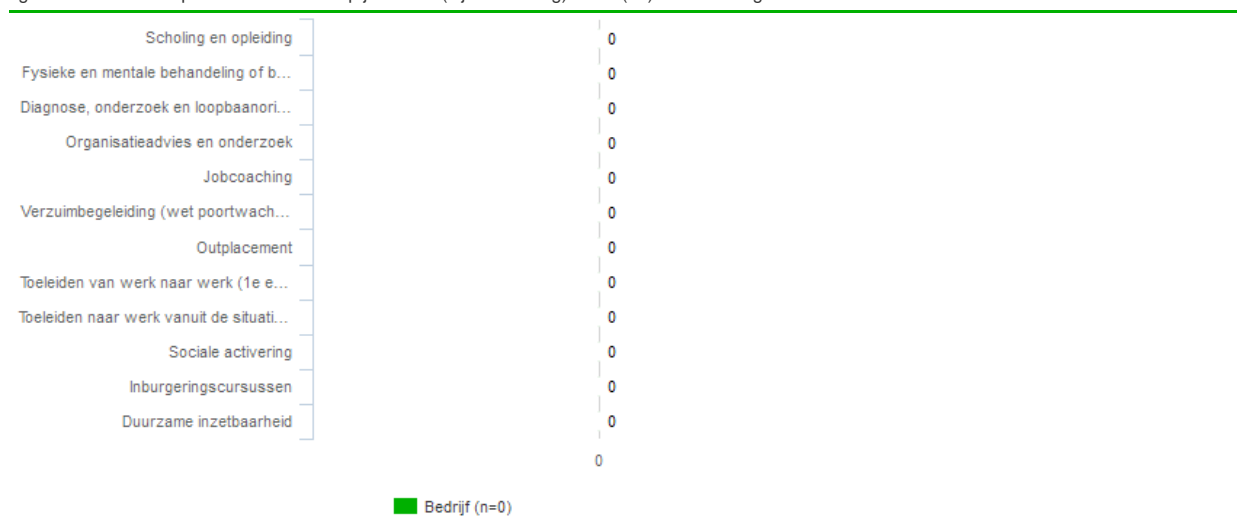 Scholing en opleiding 0
Fysieke en mentale behandeling of b... 0
Diagnose, onderzoek en loopbaanori... 0
Organisatieadvies en onderzoek 0
Jobcoaching 0
Verzuimbegeleiding (wet poortwach... 0
Outplacement 0
Toeleiden van werk naar werk (1e e... 0
Toeleiden naar werk vanuit de situati... 0
Sociale activering 0
Inburgeringscursussen 0
Duurzame inzetbaarheid 0
0
Bedrijf (n=0)